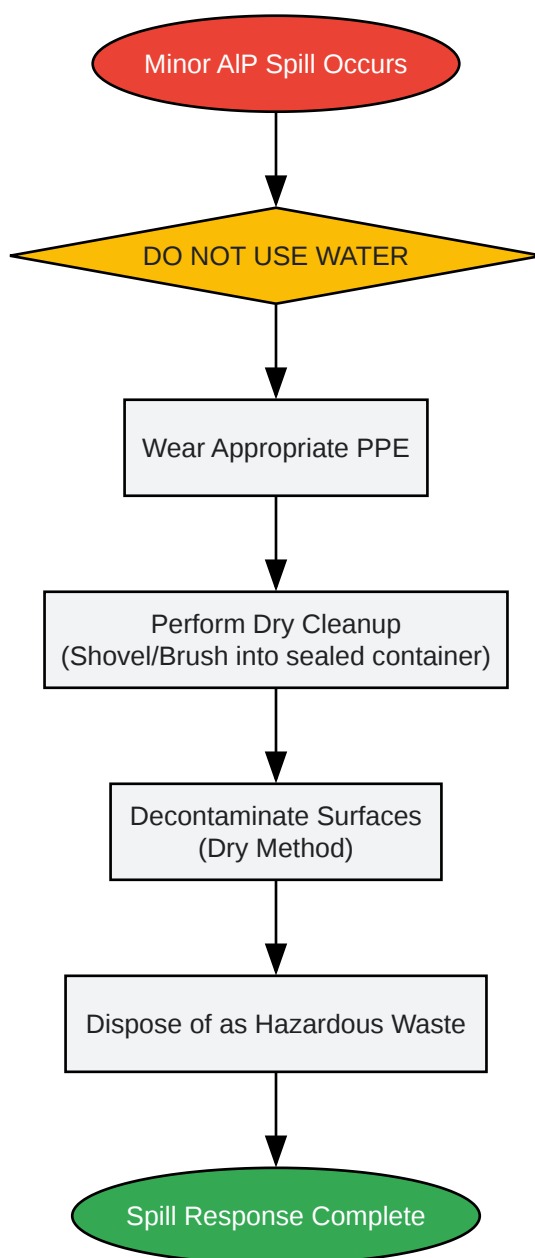 Minor AlP Spill Occurs
DO NOT USE WATER
Wear Appropriate PPE
Perform Dry Cleanup
(Shovel/Brush into sealed container)
Decontaminate Surfaces
(Dry Method)
Dispose of as Hazardous Waste
Spill Response Complete